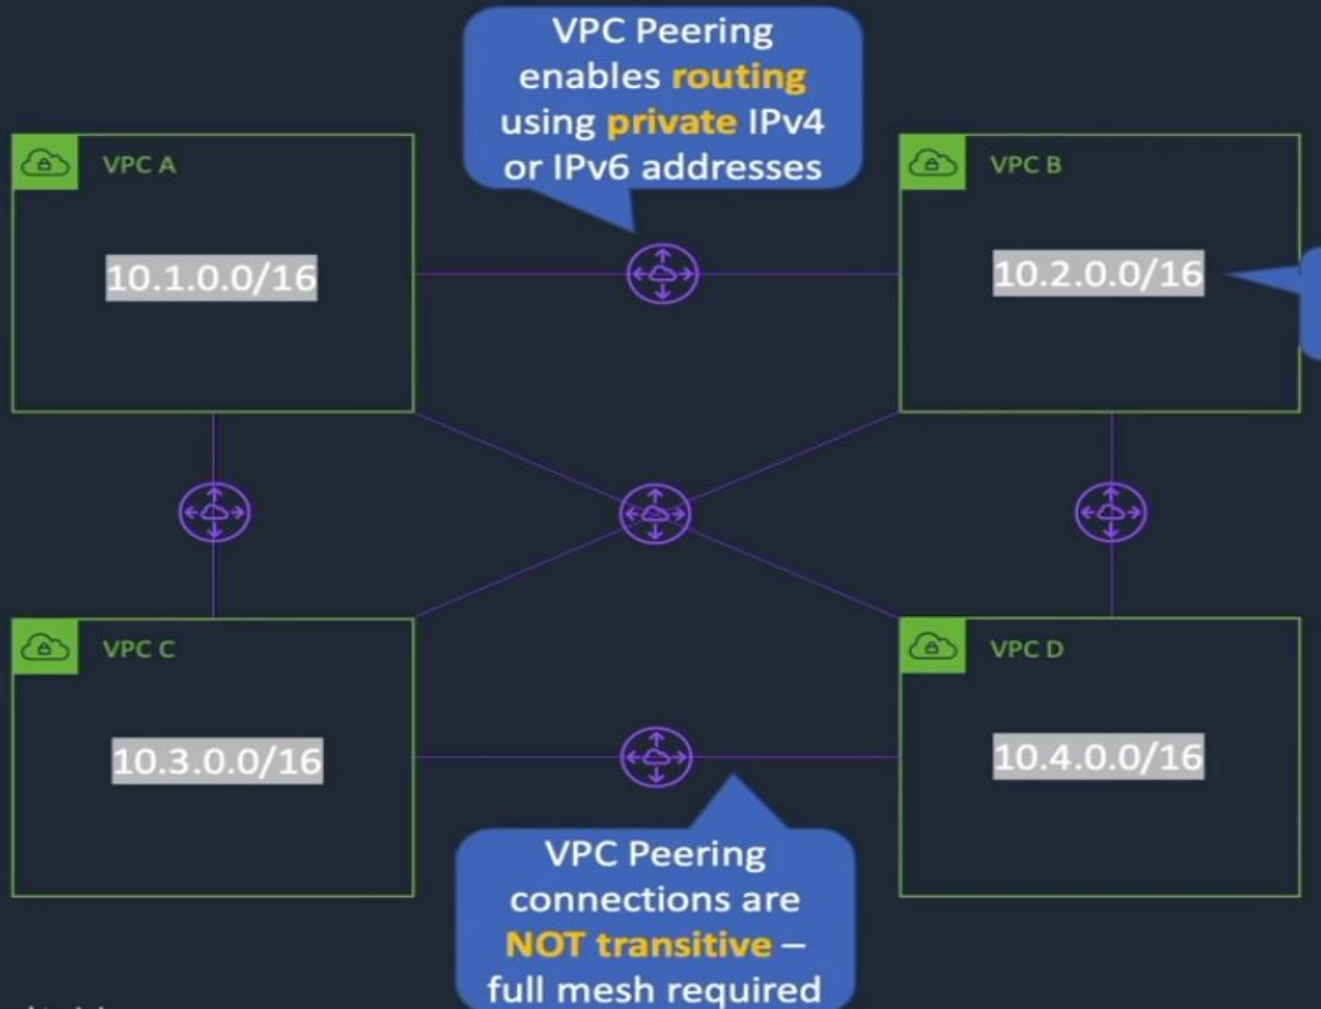 VPC Peering
enables routing
using private IPv4
or IPv6 addresses
VPC A
VPC B
10.1.0.0/16
10.2.0.0/16
VPC C
VPC D
10.3.0.0/16
10.4.0.0/16
VPC Peering
connections are
NOT transitive –
full mesh required